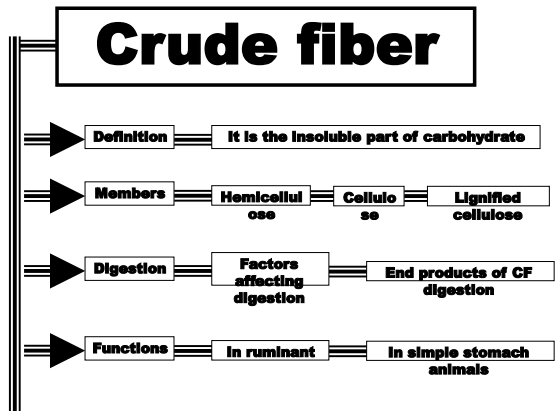 Crude fiber
Definition
It is the insoluble part of carbohydrate
Members
Hemicellul
ose
Cellulo
se
Lignified
cellulose
Digestion
Factors
affecting
digestion
End products of CF
digestion
Functions
In ruminant
In simple stomach
animals